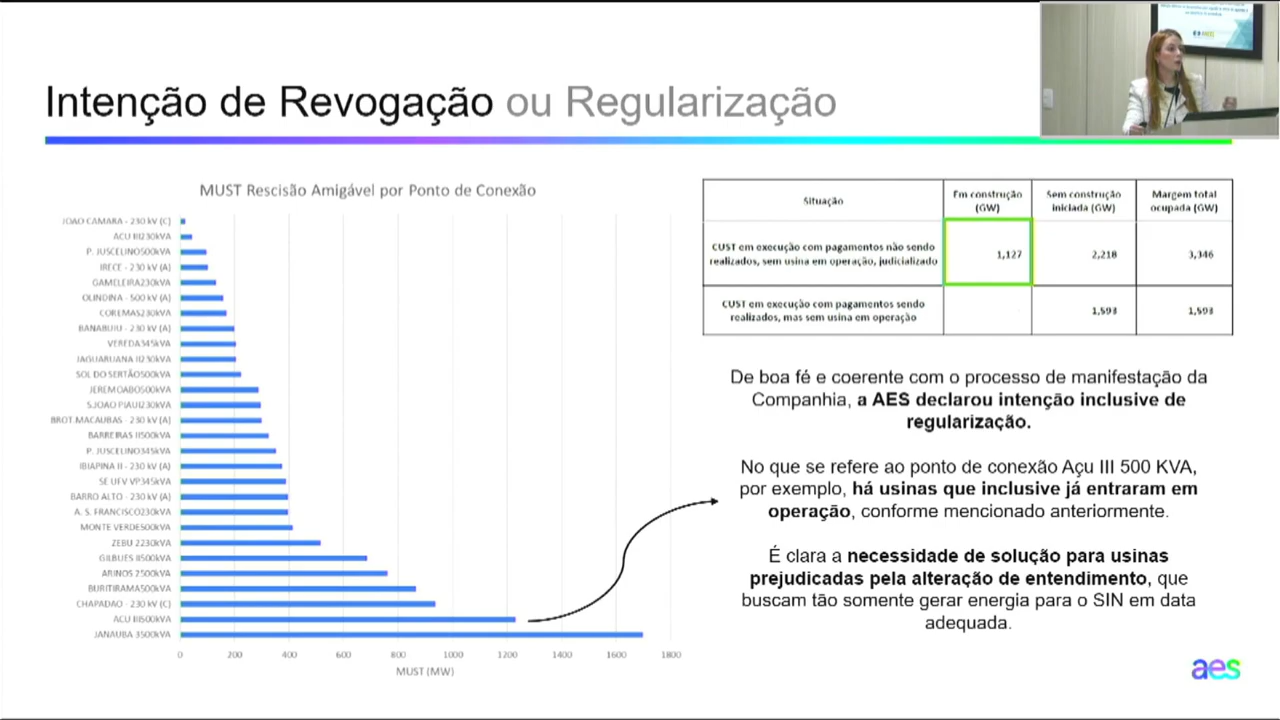 Intenção de Revogação ou Regularização
MUST Rescisão Amigável por Ponto de Conexão
JOAO CAMARA - 230 kV (C)
ACU III230kVA
P. JUSCELINO500kVA
IRECE - 230 kV (A)
GAMELEIRA230kVA
OLINDINA - 500 kV (A)
COREMAS230kVA
BANABUIU - 230 kV (A)
VEREDA345kVA
JAGUARUANA II230kVA
SOL DO SERTÃO500kVA
JEREMOABO500kVA
S.JOAO PIAUI230kVA
BROT.MACAUBAS - 230 kV (A)
BARREIRAS II500kVA
P. JUSCELINO345kVA
IBIAPINA II - 230 kV (A)
SE UFV VP345kVA
BARRO ALTO - 230 kV (A)
A. S. FRANCISCO230kVA
MONTE VERDE500kVA
ZEBU 2230kVA
GILBUES II500kVA
ARINOS 2500kVA
BURITIRAMA500kVA
CHAPADAO - 230 kV (C)
ACU III500kVA
JANAUBA 3500kVA
0 200 400 600 800 1000 1200 1400 1600 1800
MUST (MW)
Situação
Em construção (GW)
Sem construção iniciada (GW)
Margem total ocupada (GW)
CUST em execução com pagamentos não sendo
realizados, sem usina em operação, judicializado
1,127 2,218 3,346
CUST em execução com pagamentos sendo
realizados, mas sem usina em operação
1,593 1,593
De boa fé e coerente com o processo de manifestação da
Companhia, a AES declarou intenção inclusive de
regularização.
No que se refere ao ponto de conexão Açu III 500 KVA,
por exemplo, há usinas que inclusive já entraram em
operação, conforme mencionado anteriormente.
É clara a necessidade de solução para usinas
prejudicadas pela alteração de entendimento, que
buscam tão somente gerar energia para o SIN em data
adequada.
aes